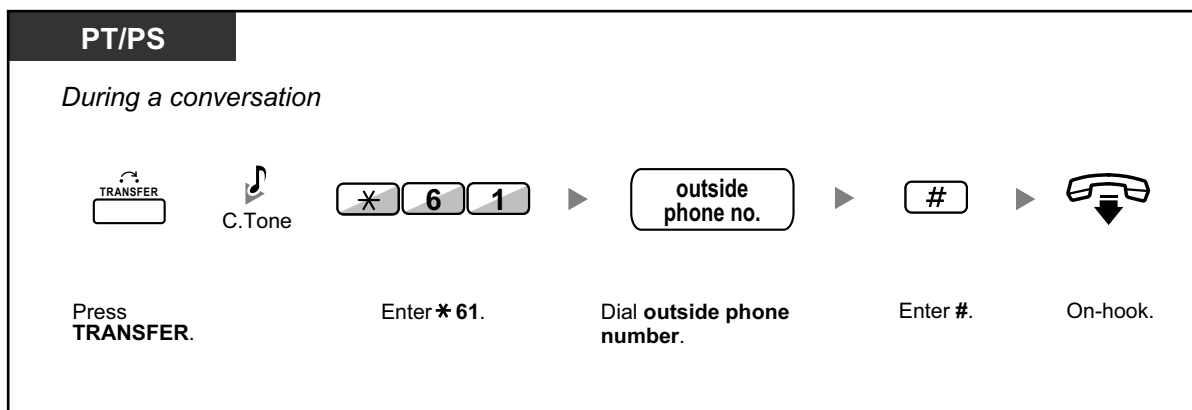 PT/PS
During a conversation
TRANSFER
C.Tone
* 6 1
outside
phone no.
#
Press
TRANSFER.
Enter * 61.
Dial outside phone
number.
Enter #.
On-hook.